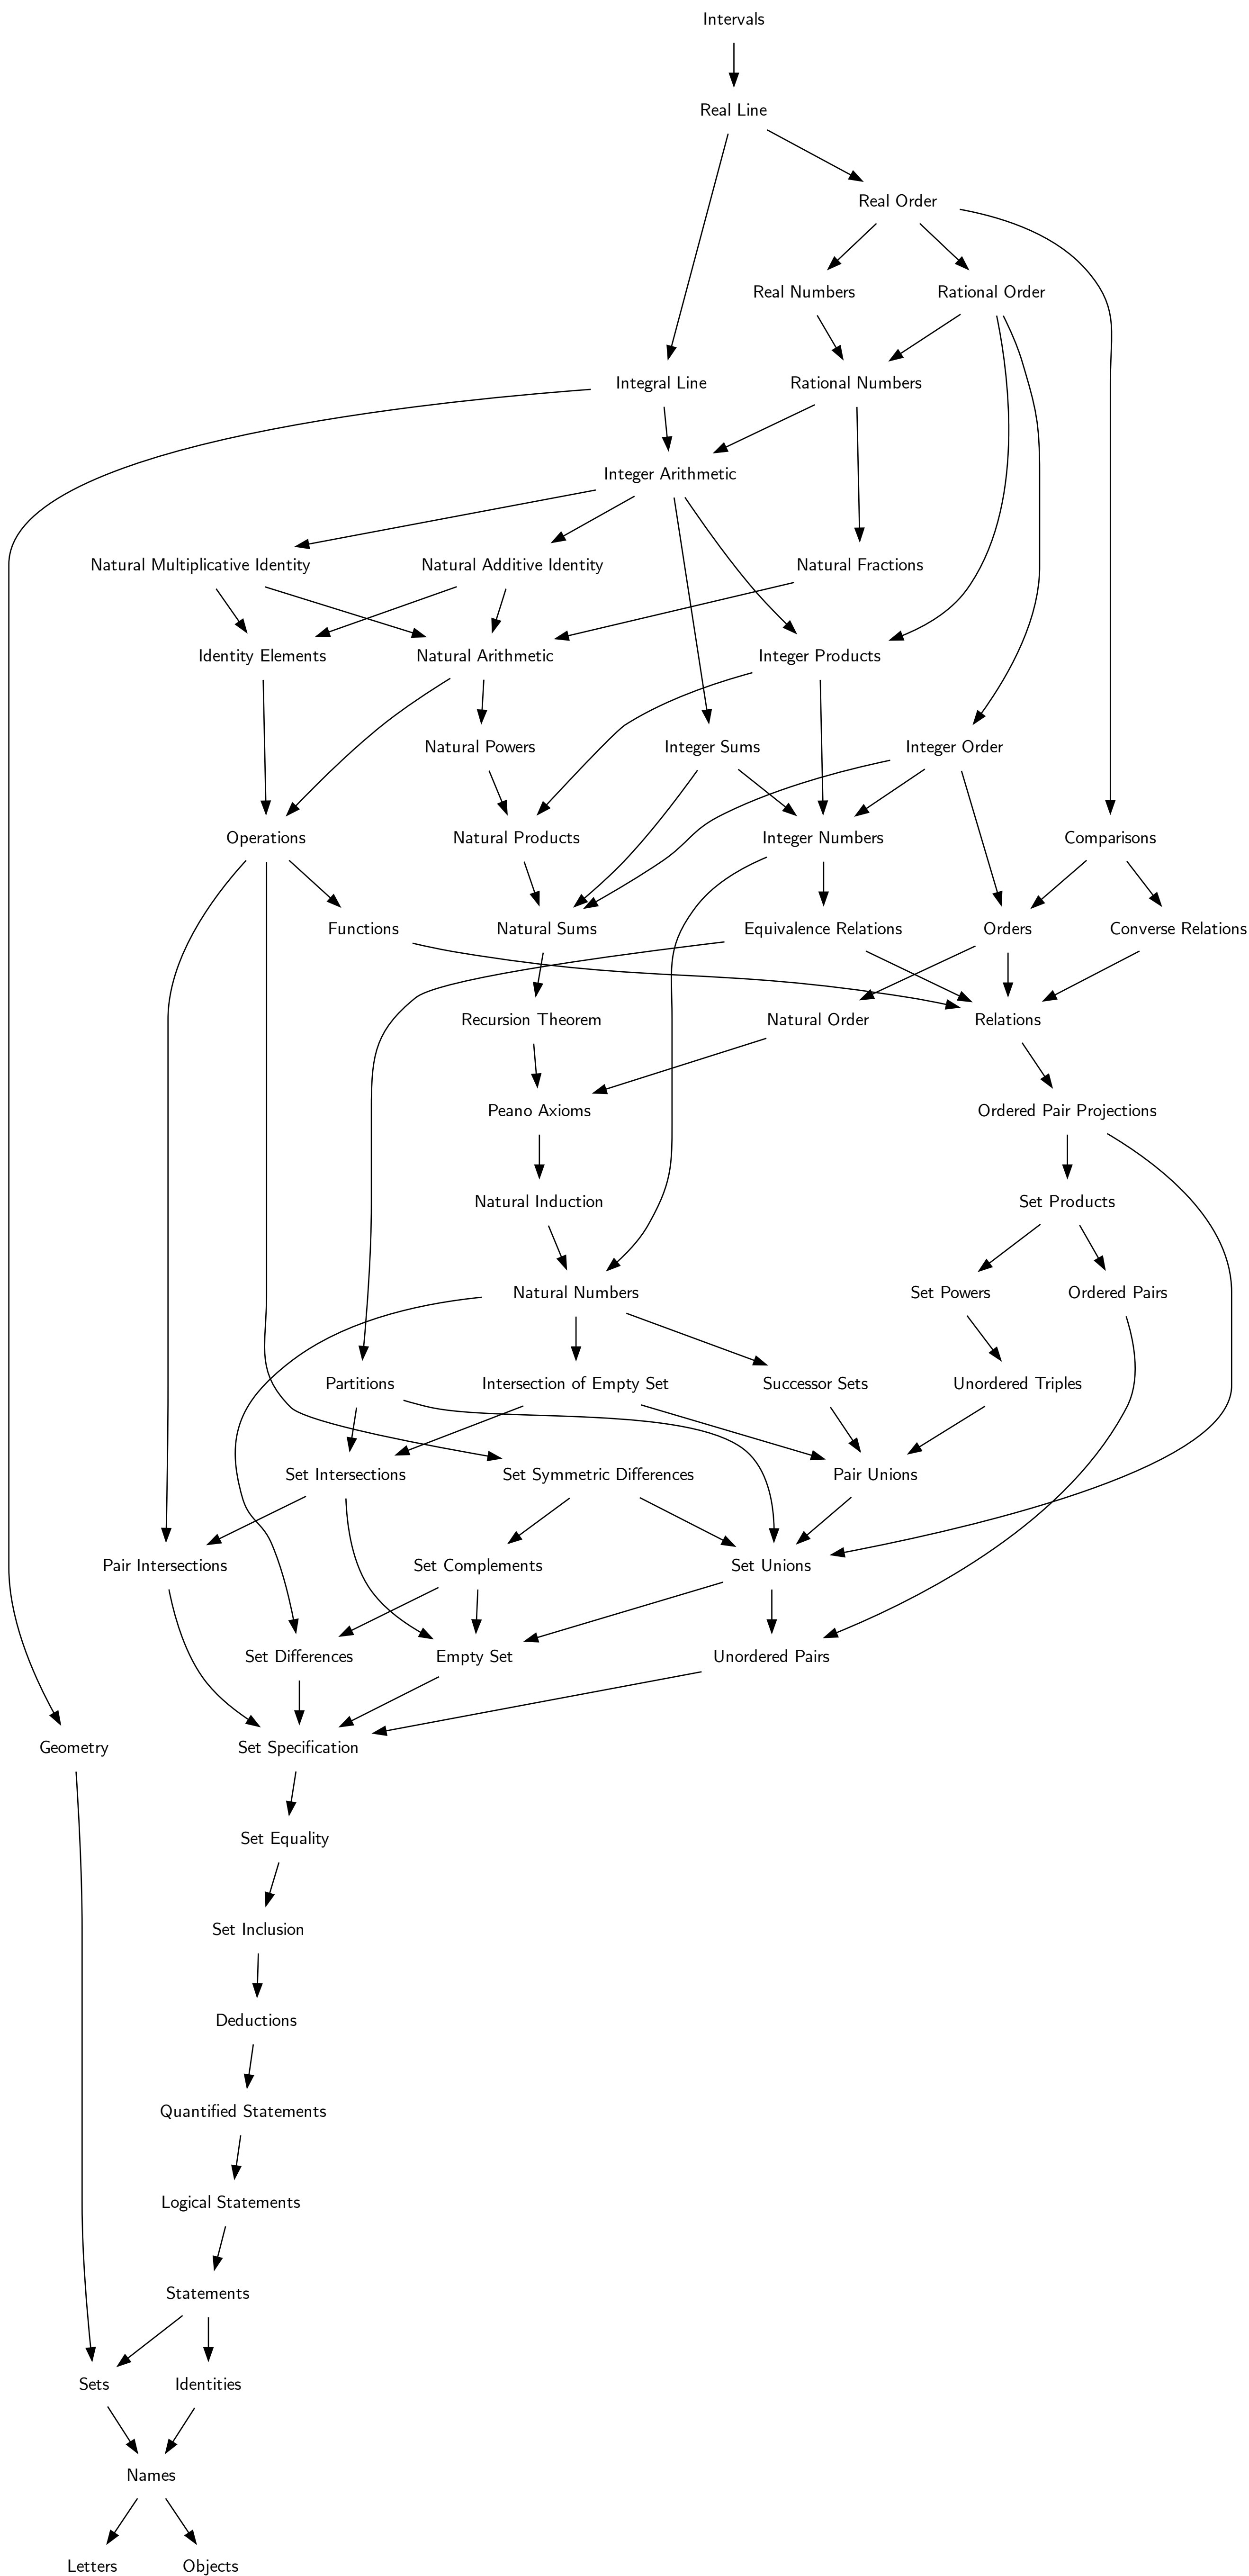 Intervals
Real Line
Real Order
Real Numbers
Rational Order
Integral Line
Rational Numbers
Integer Arithmetic
Natural Multiplicative Identity
Natural Additive Identity
Natural Fractions
Identity Elements
Natural Arithmetic
Integer Products
Natural Powers
Integer Sums
Integer Order
Operations
Natural Products
Integer Numbers
Comparisons
Functions
Natural Sums
Equivalence Relations
Orders
Converse Relations
Recursion Theorem
Natural Order
Relations
Peano Axioms
Ordered Pair Projections
Natural Induction
Set Products
Natural Numbers
Set Powers
Ordered Pairs
Partitions
Intersection of Empty Set
Successor Sets
Unordered Triples
Set Intersections
Set Symmetric Differences
Pair Unions
Pair Intersections
Set Complements
Set Unions
Set Differences
Empty Set
Unordered Pairs
Geometry
Set Specification
Set Equality
Set Inclusion
Deductions
Quantified Statements
Logical Statements
Statements
Sets
Identities
Names
Letters
Objects